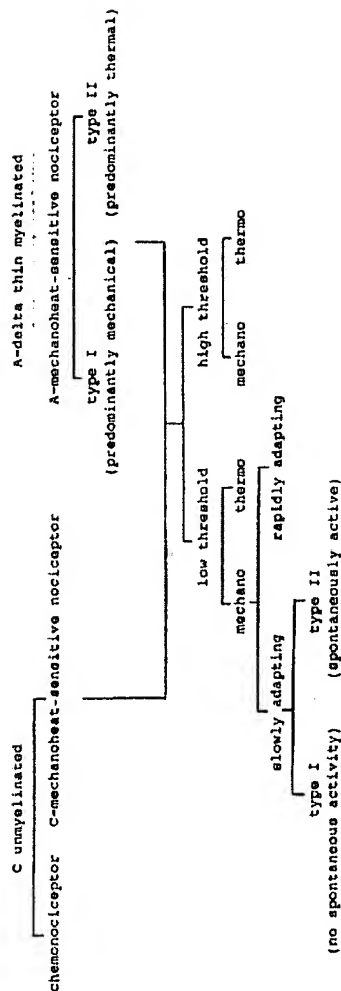 C unmyelinated
A-delta thin myelinated
chemonociceptor C-mechanoheat-sensitive nociceptor
A-mechanoheat-sensitive nociceptor
type I type II
(predominantly mechanical) (predominantly thermal)
low threshold high threshold
mechano thermo mechano thermo
slowly adapting rapidly adapting
type I type II
(no spontaneous activity) (spontaneously active)